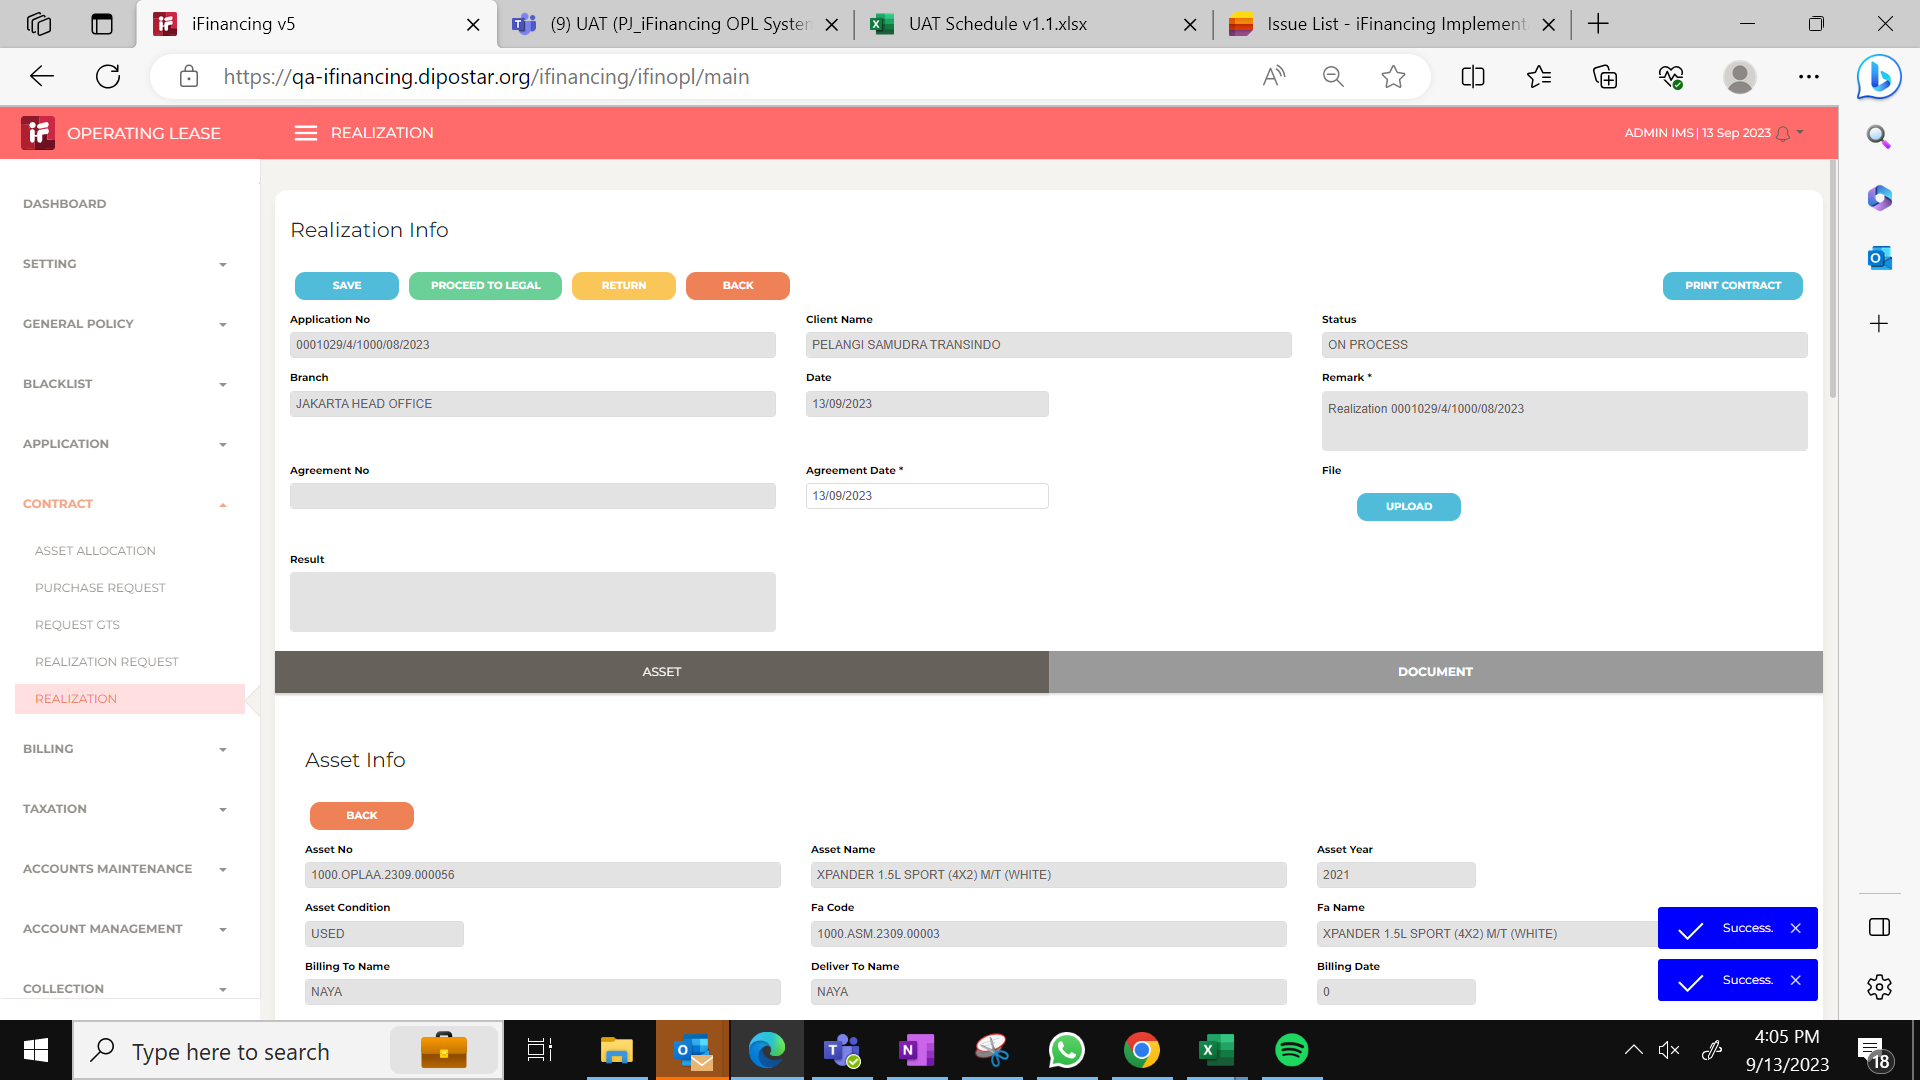 iFinancing v5
(9) UAT (PJ_iFinancing OPL System
UAT Schedule v1.1.xlsx
Issue List - iFinancing Implementa
https://qa-ifinancing.dipostar.org/ifinancing/ifinopl/main
iF OPERATING LEASE
REALIZATION
ADMIN IMS | 13 Sep 2023
DASHBOARD
SETTING
GENERAL POLICY
BLACKLIST
APPLICATION
CONTRACT
ASSET ALLOCATION
PURCHASE REQUEST
REQUEST GTS
REALIZATION REQUEST
REALIZATION
BILLING
TAXATION
ACCOUNTS MAINTENANCE
ACCOUNT MANAGEMENT
COLLECTION
Realization Info
SAVE PROCEED TO LEGAL RETURN BACK PRINT CONTRACT
Application No Client Name Status
0001029/4/1000/08/2023 PELANGI SAMUDRA TRANSINDO ON PROCESS
Branch Date Remark *
JAKARTA HEAD OFFICE 13/09/2023 Realization 0001029/4/1000/08/2023
Agreement No Agreement Date * File
13/09/2023
UPLOAD
Result
ASSET DOCUMENT
Asset Info
BACK
Asset No Asset Name Asset Year
1000.OPLAA.2309.000056 XPANDER 1.5L SPORT (4X2) M/T (WHITE) 2021
Asset Condition Fa Code Fa Name
USED 1000.ASM.2309.00003 XPANDER 1.5L SPORT (4X2) M/T (WHITE)
Success.
Billing To Name Deliver To Name Billing Date
NAYA NAYA 0
Success.
Type here to search
4:05 PM
9/13/2023
18